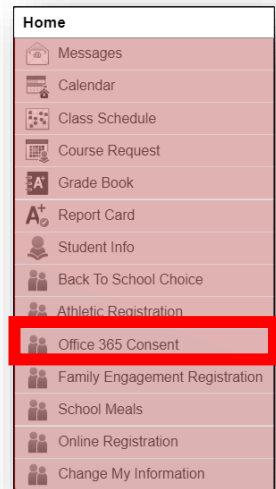 Home
Messages
Calendar
Class Schedule
Course Request
Grade Book
Report Card
Student Info
Back To School Choice
Athletic Registration
Office 365 Consent
Family Engagement Registration
School Meals
Online Registration
Change My Information